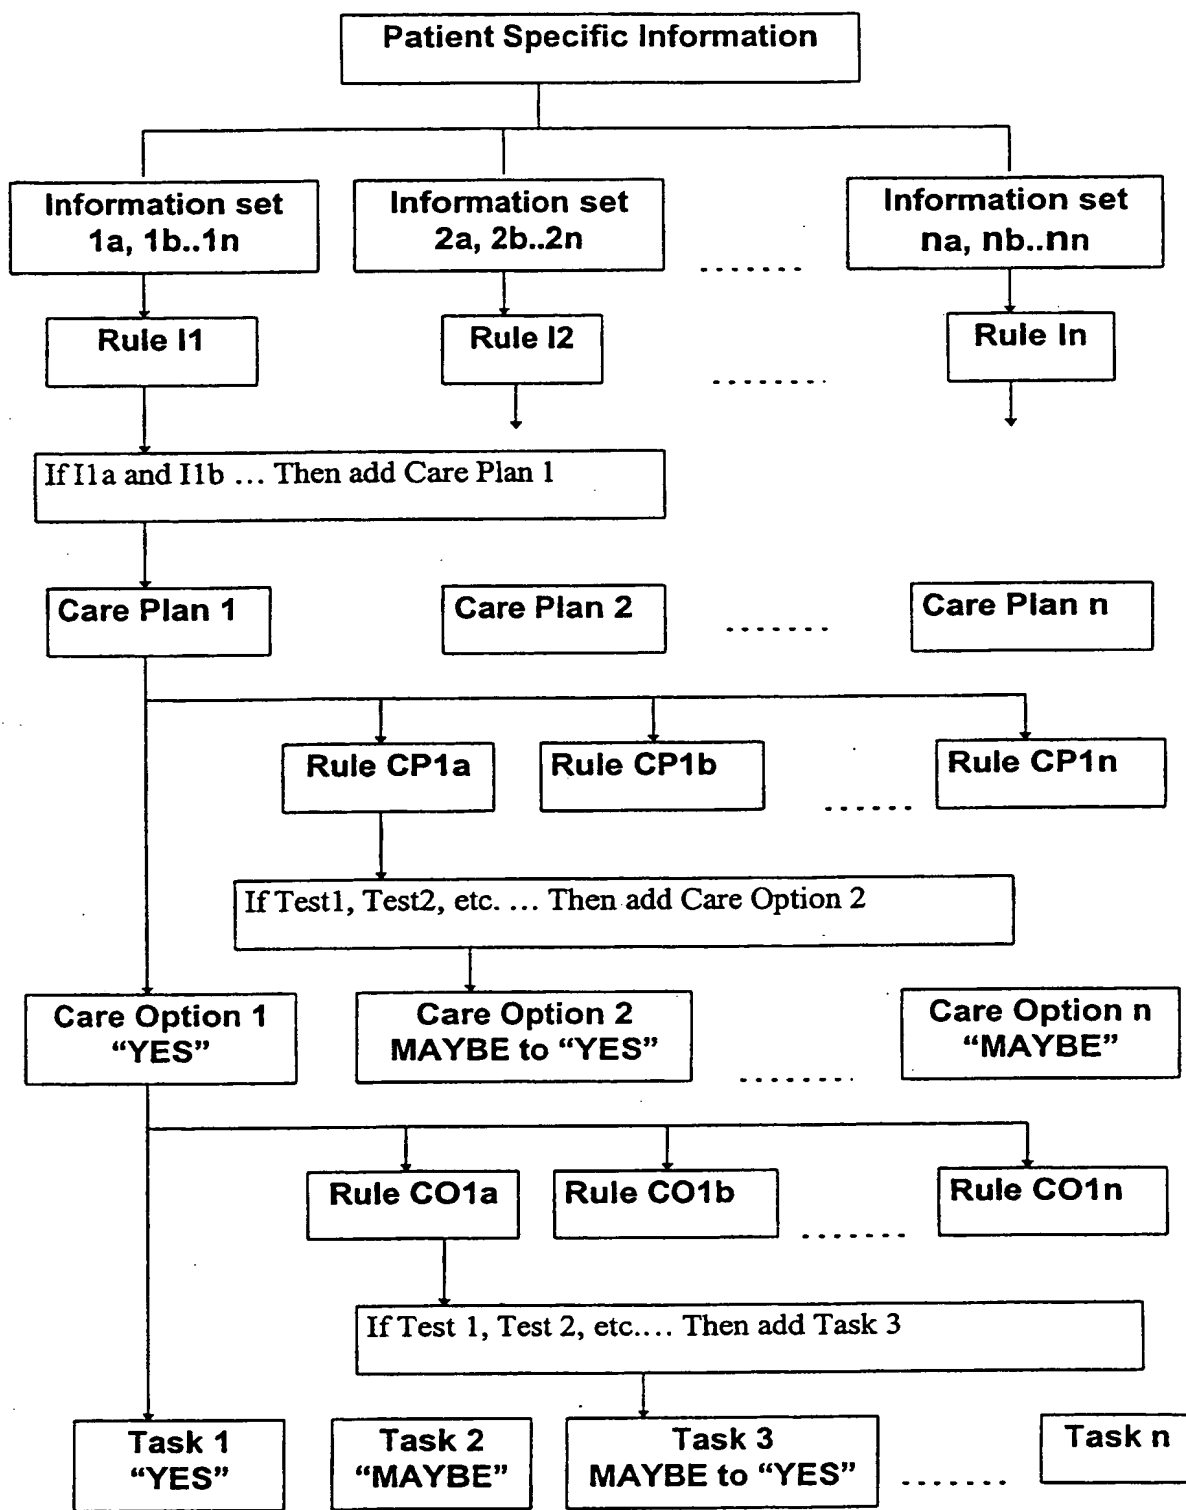 Patient Specific Information
Information set
1a, 1b..1n
Information set
2a, 2b..2n
Information set
na, nb..nn
Rule I1
Rule I2
Rule In
If I1a and I1b ... Then add Care Plan 1
Care Plan 1
Care Plan 2
Care Plan n
Rule CP1a
Rule CP1b
Rule CP1n
If Test1, Test2, etc. ... Then add Care Option 2
Care Option 1
“YES”
Care Option 2
MAYBE to “YES”
Care Option n
“MAYBE”
Rule CO1a
Rule CO1b
Rule CO1n
If Test 1, Test 2, etc.... Then add Task 3
Task 1
“YES”
Task 2
“MAYBE”
Task 3
MAYBE to “YES”
Task n